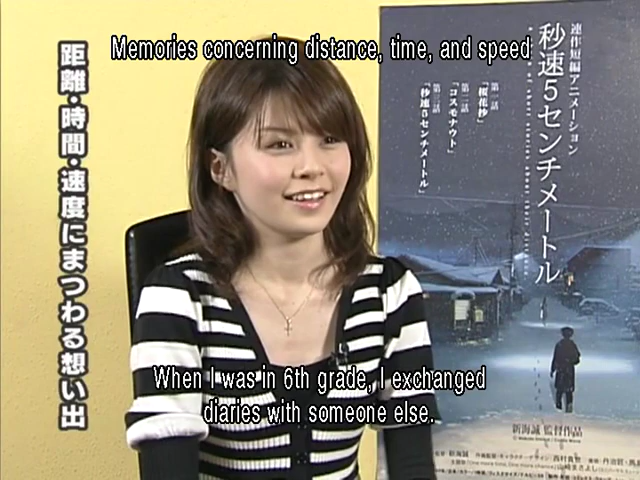 Memories concerning distance, time, and speed
距離・時間・速度にまつわる想い出
連作短編アニメーション
秒速5センチメートル
第一話
「桜花抄」
第二話
「コスモナウト」
第三話
「秒速5センチメートル」
新海誠 監督作品
When I was in 6th grade, I exchanged
diaries with someone else.